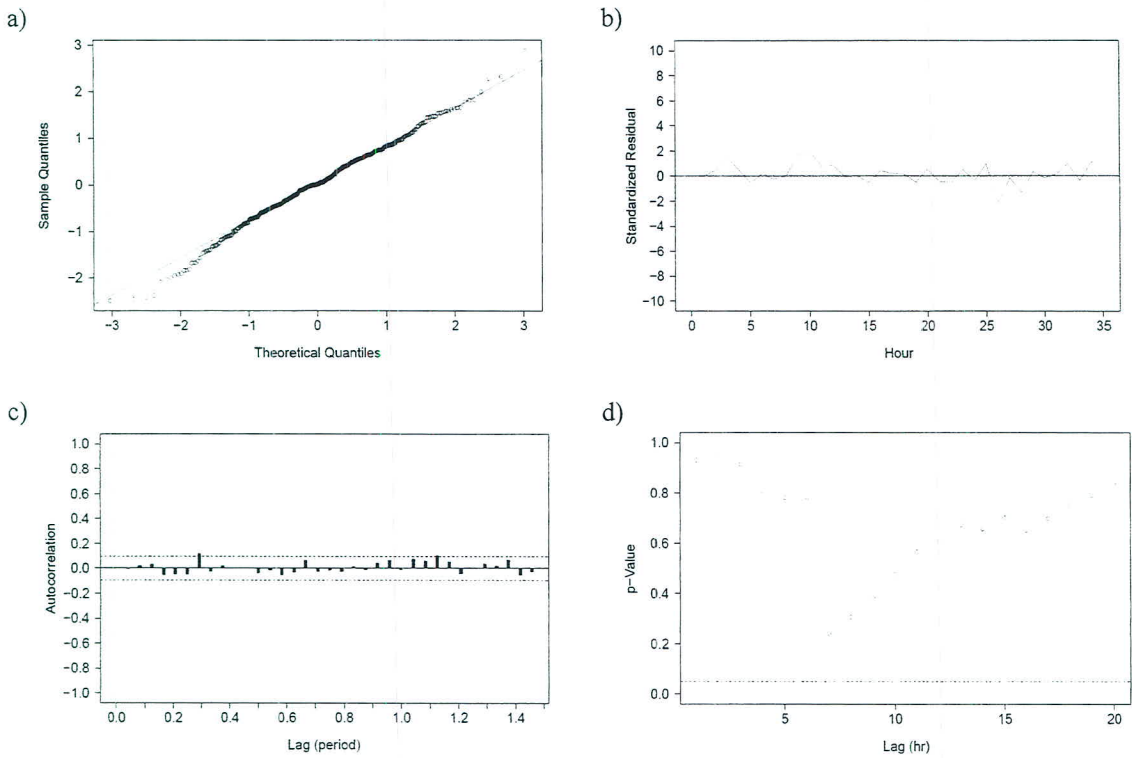 a)
3
2
1
0
−1
−2
Sample Quantiles
−3 −2 −1 0 1 2 3
Theoretical Quantiles
b)
10
8
6
4
2
0
−2
−4
−6
−8
−10
Standardized Residual
0 5 10 15 20 25 30 35
Hour
c)
1.0
0.8
0.6
0.4
0.2
0.0
−0.2
−0.4
−0.6
−0.8
−1.0
Autocorrelation
0.0 0.2 0.4 0.6 0.8 1.0 1.2 1.4
Lag (period)
d)
1.0
0.8
0.6
0.4
0.2
0.0
p−Value
5 10 15 20
Lag (hr)